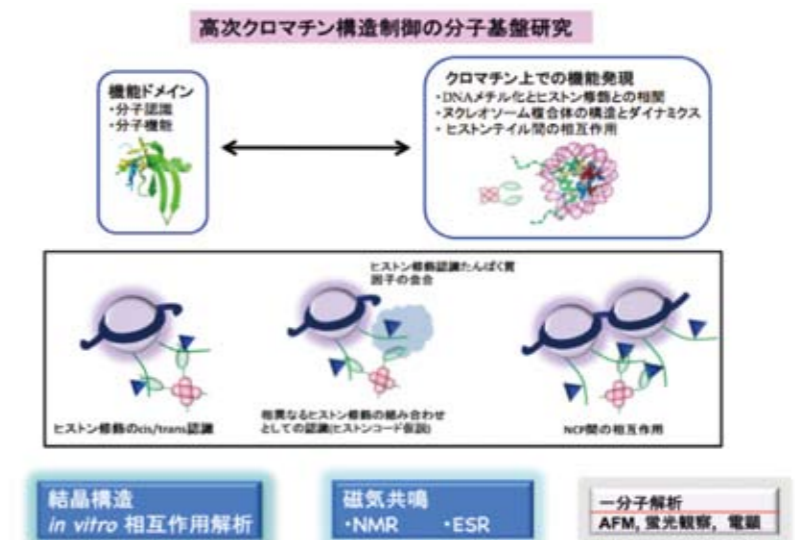 高次クロマチン構造制御の分子基盤研究
機能ドメイン
・分子認識
・分子機能
クロマチン上での機能発現
・DNAメチル化とヒストン修飾との相関
・ヌクレオソーム複合体の構造とダイナミクス
・ヒストンテイル間の相互作用
ヒストン修飾認識たんぱく質
因子の会合
ヒストン修飾のcis/trans認識
相異なるヒストン修飾の組み合わせ
としての認識(ヒストンコード仮説)
NCP間の相互作用
結晶構造
in vitro 相互作用解析
磁気共鳴
・NMR ・ESR
一分子解析
AFM, 蛍光観察, 電顕